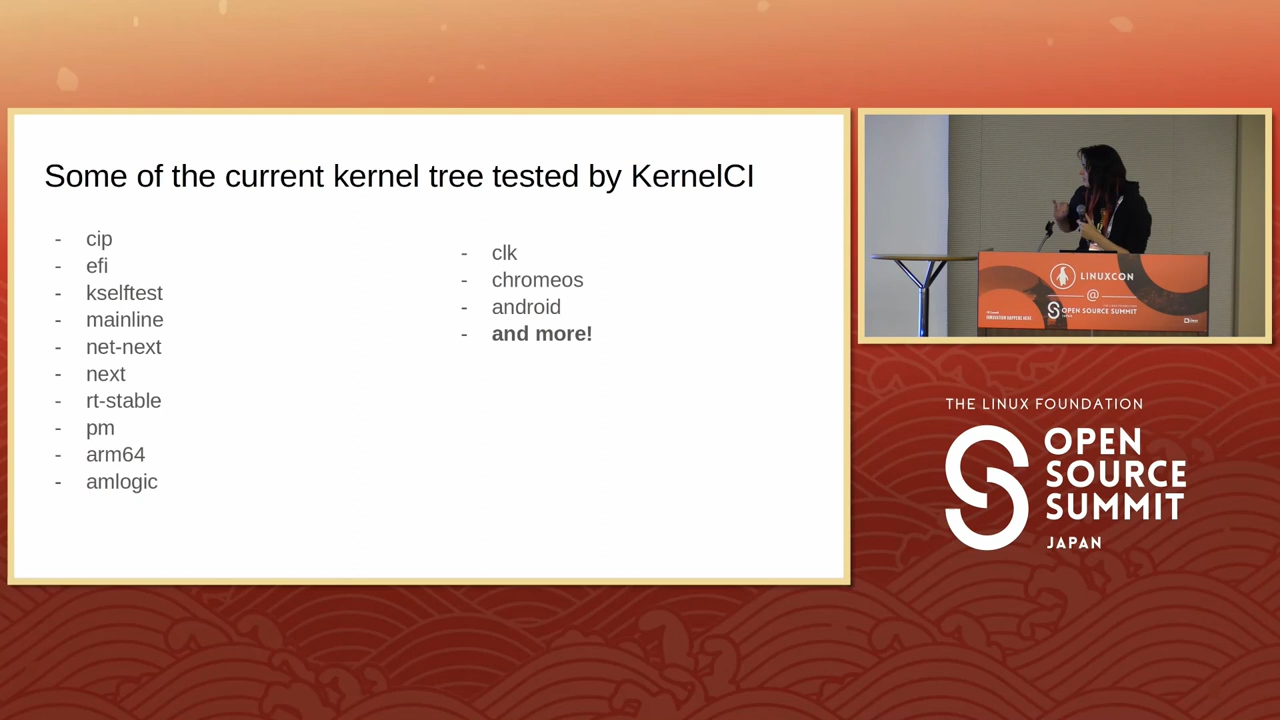 Some of the current kernel tree tested by KernelCI
- cip
- efi
- kselftest
- mainline
- net-next
- next
- rt-stable
- pm
- arm64
- amlogic
- clk
- chromeos
- android
- and more!
LINUXCON
@
OPEN SOURCE SUMMIT
THE LINUX FOUNDATION
OPEN
SOURCE
SUMMIT
JAPAN